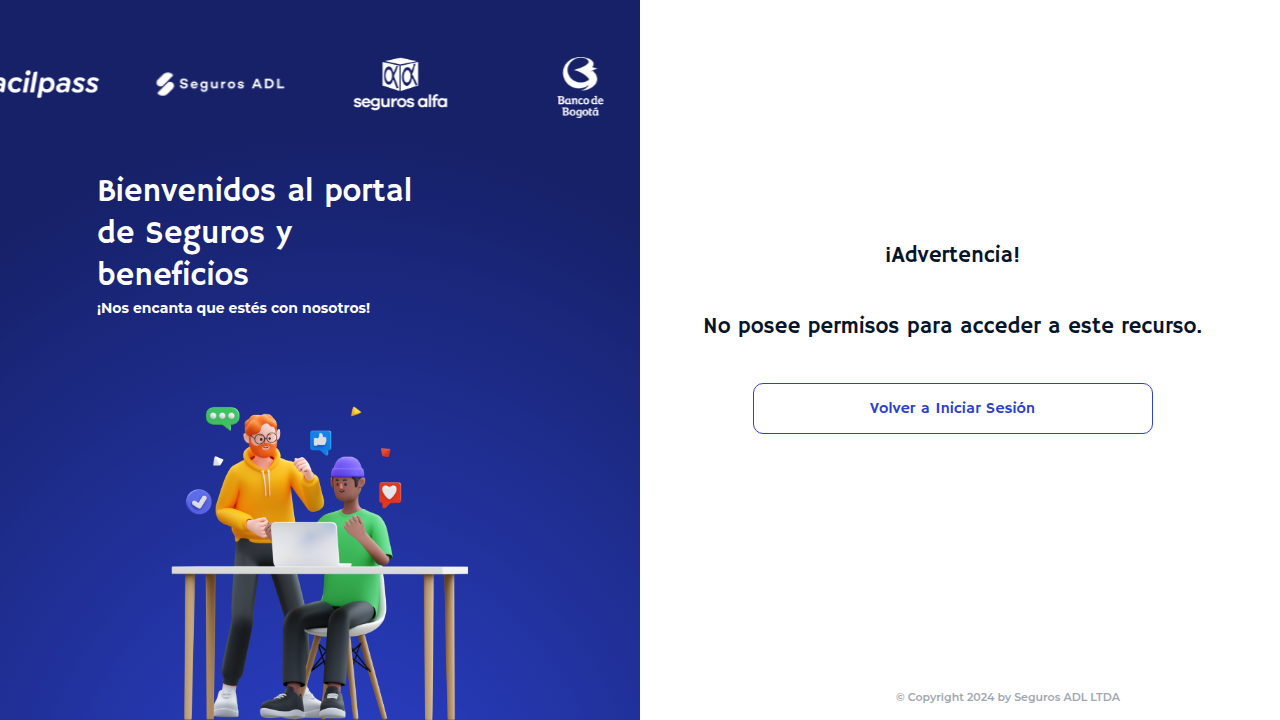 acilpass
Seguros ADL
seguros alfa
Banco de
Bogotá
Bienvenidos al portal
de Seguros y
beneficios
¡Nos encanta que estés con nosotros!
¡Advertencia!
No posee permisos para acceder a este recurso.
Volver a Iniciar Sesión
© Copyright 2024 by Seguros ADL LTDA